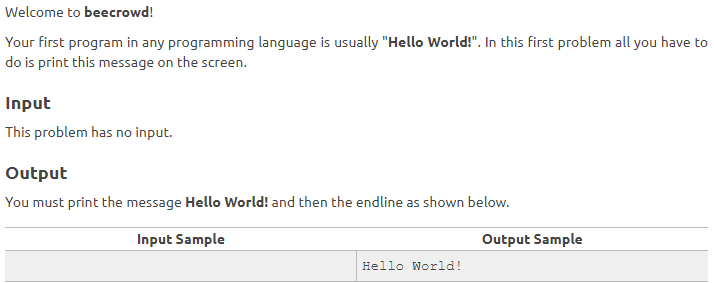 Welcome to beecrowd!
Your first program in any programming language is usually "Hello World!". In this first problem all you have to
do is print this message on the screen.
Input
This problem has no input.
Output
You must print the message Hello World! and then the endline as shown below.
Input Sample Output Sample
Hello World!